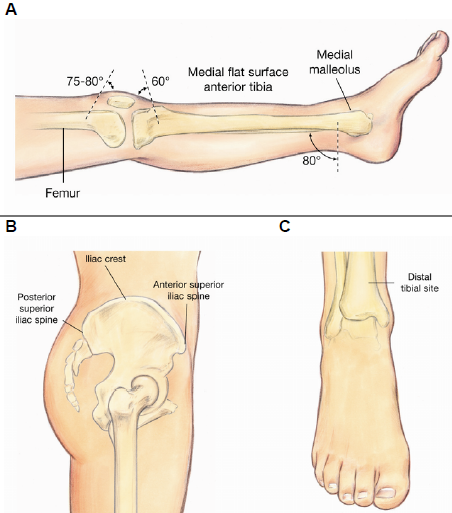 A
75-80°
60°
Medial flat surface
anterior tibia
Medial
malleolus
80°
Femur
B
C
Iliac crest
Anterior superior
iliac spine
Posterior
superior
iliac spine
Distal
tibial site